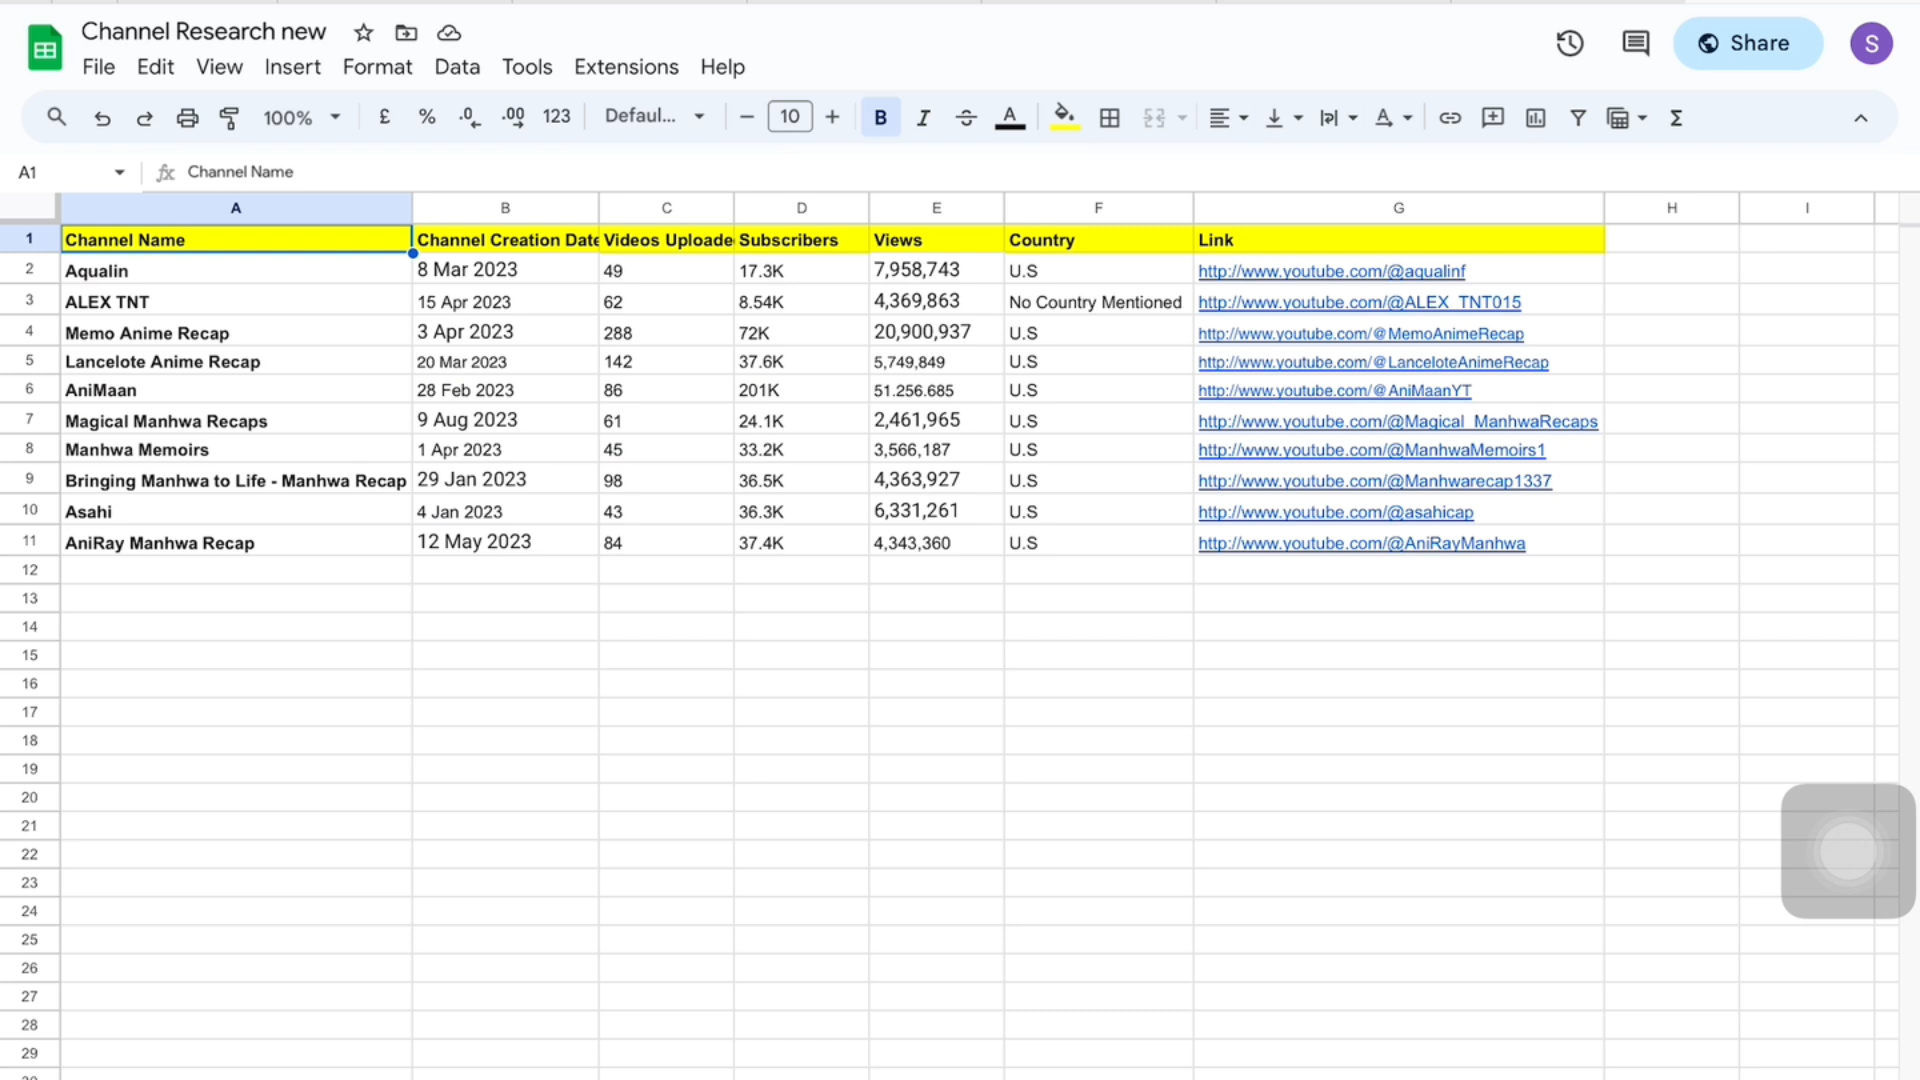 Channel Research new
File Edit View Insert Format Data Tools Extensions Help
Share
S
100% £ % .0 .00 123 Defaul... 10 B I A Σ
A1 fx Channel Name
A B C D E F G H I
1 Channel Name Channel Creation Date Videos Uploade Subscribers Views Country Link
2 Aqualin 8 Mar 2023 49 17.3K 7,958,743 U.S http://www.youtube.com/@aqualinf
3 ALEX TNT 15 Apr 2023 62 8.54K 4,369,863 No Country Mentioned http://www.youtube.com/@ALEX_TNT015
4 Memo Anime Recap 3 Apr 2023 288 72K 20,900,937 U.S http://www.youtube.com/@MemoAnimeRecap
5 Lancelote Anime Recap 20 Mar 2023 142 37.6K 5,749,849 U.S http://www.youtube.com/@LanceloteAnimeRecap
6 AniMaan 28 Feb 2023 86 201K 51.256.685 U.S http://www.youtube.com/@AniMaanYT
7 Magical Manhwa Recaps 9 Aug 2023 61 24.1K 2,461,965 U.S http://www.youtube.com/@Magical_ManhwaRecaps
8 Manhwa Memoirs 1 Apr 2023 45 33.2K 3,566,187 U.S http://www.youtube.com/@ManhwaMemoirs1
9 Bringing Manhwa to Life - Manhwa Recap 29 Jan 2023 98 36.5K 4,363,927 U.S http://www.youtube.com/@Manhwarecap1337
10 Asahi 4 Jan 2023 43 36.3K 6,331,261 U.S http://www.youtube.com/@asahicap
11 AniRay Manhwa Recap 12 May 2023 84 37.4K 4,343,360 U.S http://www.youtube.com/@AniRayManhwa
12
13
14
15
16
17
18
19
20
21
22
23
24
25
26
27
28
29